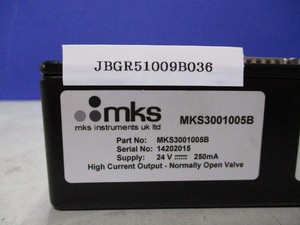 JBGR51009B036
mks
MKS3001005B
mks instruments uk ltd
Part No: MKS3001005B
Serial No: 14202015
Supply: 24 V 250mA
High Current Output - Normally Open Valve